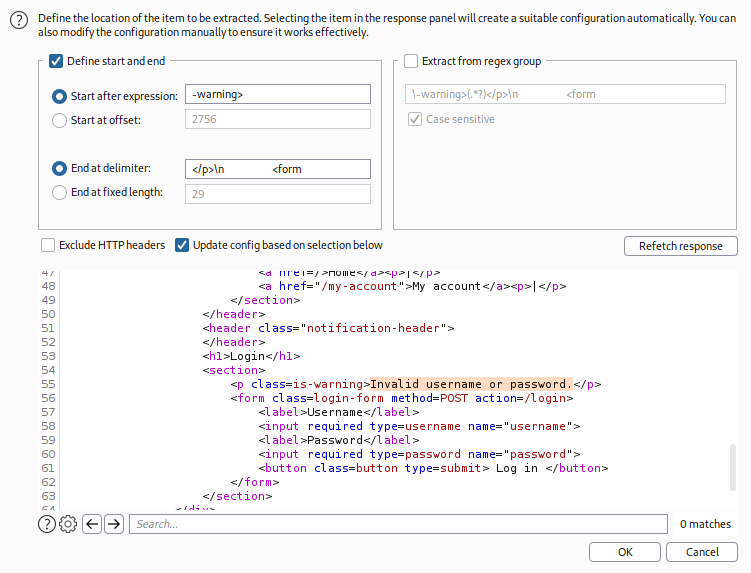 Define the location of the item to be extracted. Selecting the item in the response panel will create a suitable configuration automatically. You can
also modify the configuration manually to ensure it works effectively.
Define start and end
Start after expression: -warning>
Start at offset: 2756
End at delimiter: </p>\n <form
End at fixed length: 29
Extract from regex group
\-warning>(.*?)</p>\n <form
Case sensitive
Exclude HTTP headers
Update config based on selection below
Refetch response
47 <a href=/>Home</a><p>|</p>
48 <a href="/my-account">My account</a><p>|</p>
49 </section>
50 </header>
51 <header class="notification-header">
52 </header>
53 <h1>Login</h1>
54 <section>
55 <p class=is-warning>Invalid username or password.</p>
56 <form class=login-form method=POST action=/login>
57 <label>Username</label>
58 <input required type=username name="username">
59 <label>Password</label>
60 <input required type=password name="password">
61 <button class=button type=submit> Log in </button>
62 </form>
63 </section>
64 </div>
Search...
0 matches
OK
Cancel